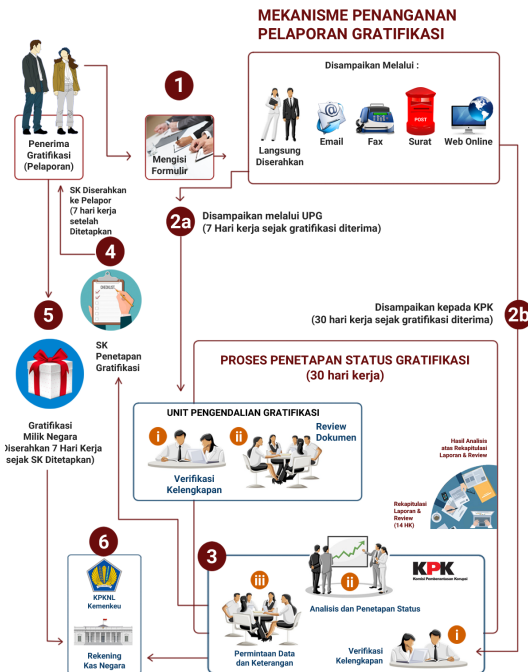 MEKANISME PENANGANAN
PELAPORAN GRATIFIKASI
Disampaikan Melalui :
Langsung
Diserahkan
Email
Fax
POST
Surat
Web Online
1
Mengisi
Formulir
Penerima
Gratifikasi
(Pelaporan)
SK Diserahkan
ke Pelapor
(7 hari kerja
setelah
Ditetapkan
2a
Disampaikan melalui UPG
(7 Hari kerja sejak gratifikasi diterima)
4
CHECKLIST
SK
Penetapan
Gratifikasi
5
Gratifikasi
Milik Negara
Diserahkan 7 Hari Kerja
sejak SK Ditetapkan)
Disampaikan kepada KPK
(30 hari kerja sejak gratifikasi diterima)
2b
PROSES PENETAPAN STATUS GRATIFIKASI
(30 hari kerja)
UNIT PENGENDALIAN GRATIFIKASI
i
Verifikasi
Kelengkapan
ii
Review
Dokumen
Hasil Analisis
atas Rekapitulasi
Laporan & Review
Rekapitulasi
Laporan &
Review
(14 HK)
3
iii
Permintaan Data
dan Keterangan
ii
Analisis dan Penetapan Status
KPK
Komisi Pemberantasan Korupsi
i
Verifikasi
Kelengkapan
6
KPKNL
Kemenkeu
Rekening
Kas Negara